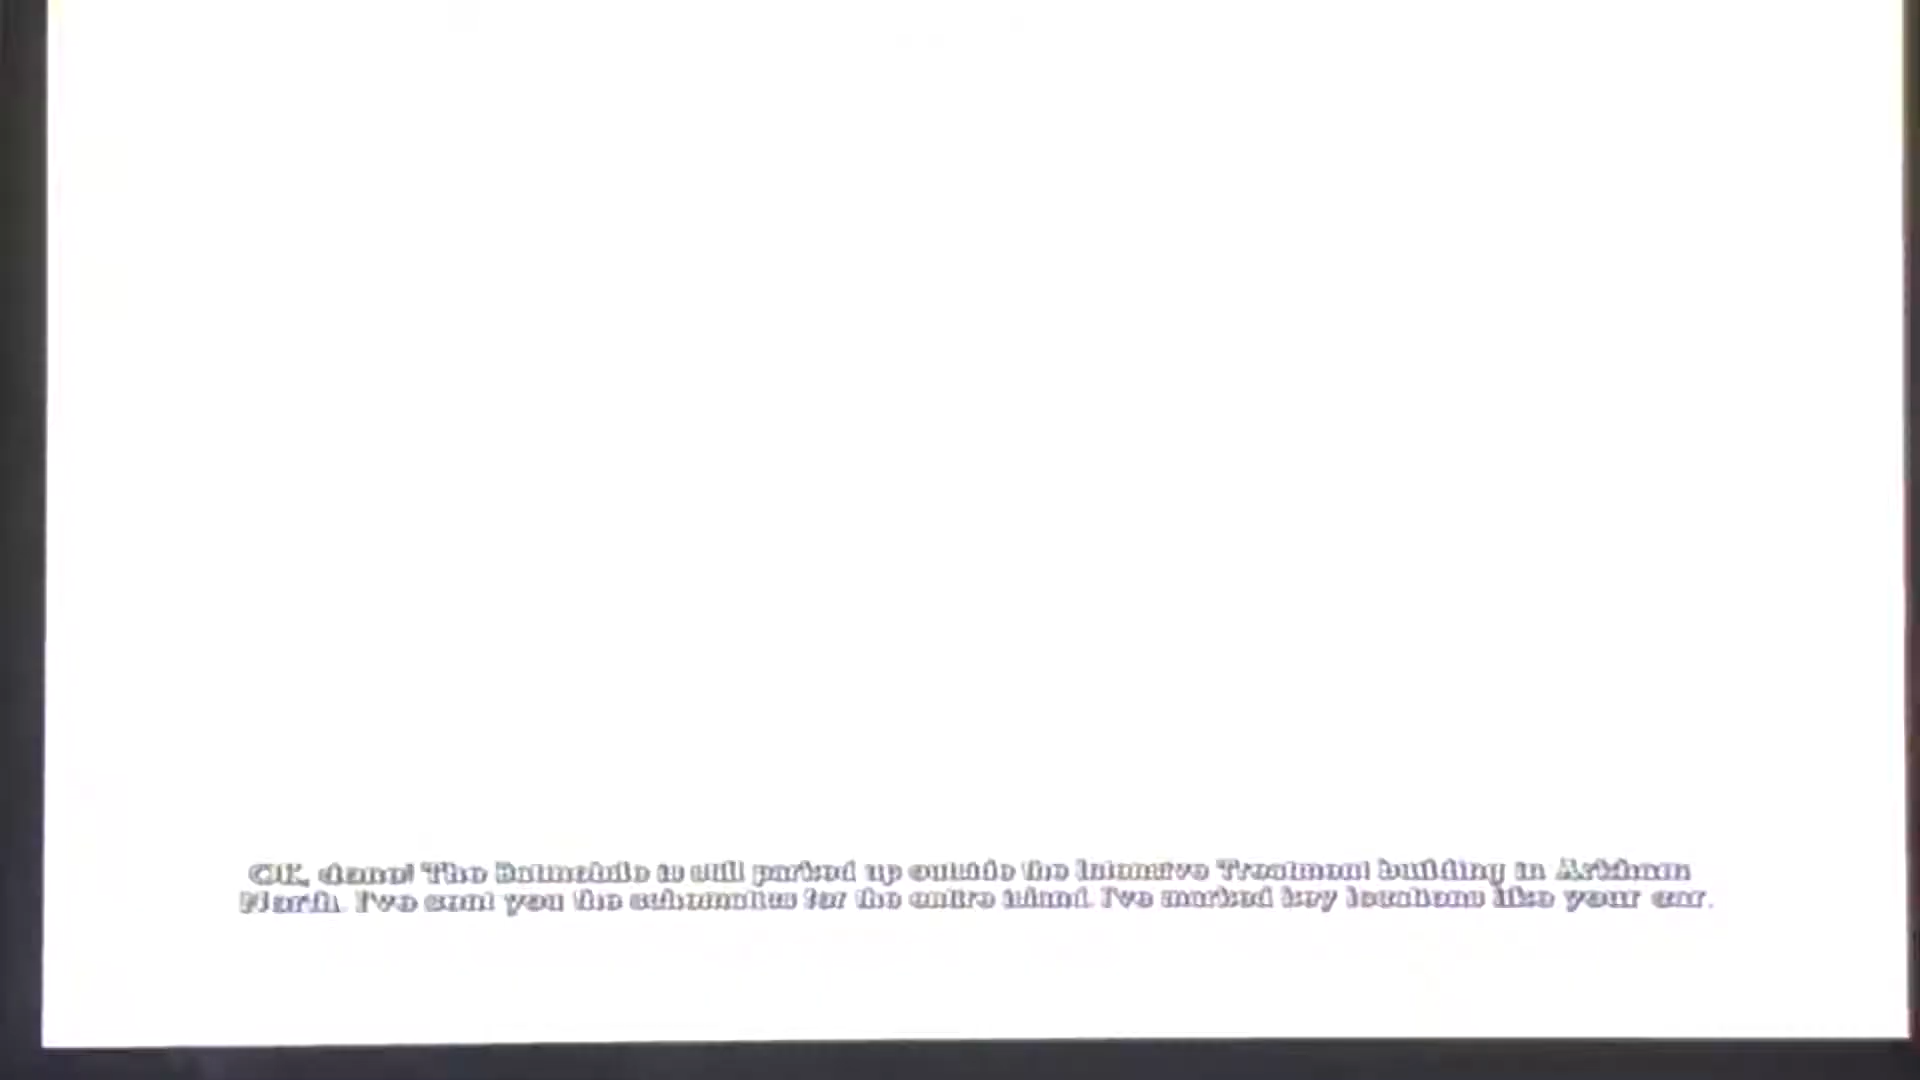 OK, done! The Batmobile is still parked up outside the Intensive Treatment building in Arkham
North. I've sent you the schematics for the entire island. I've marked key locations like your car.